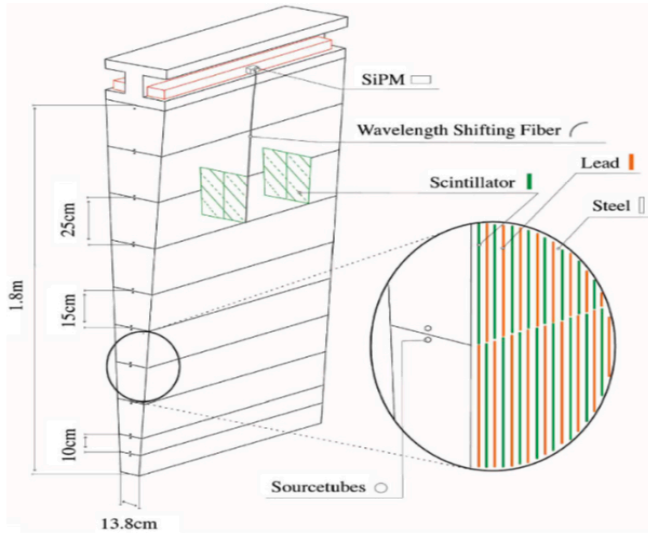 SiPM
Wavelength Shifting Fiber
Lead
Scintillator
Steel
25cm
1.8m
15cm
10cm
Sourcetubes
13.8cm